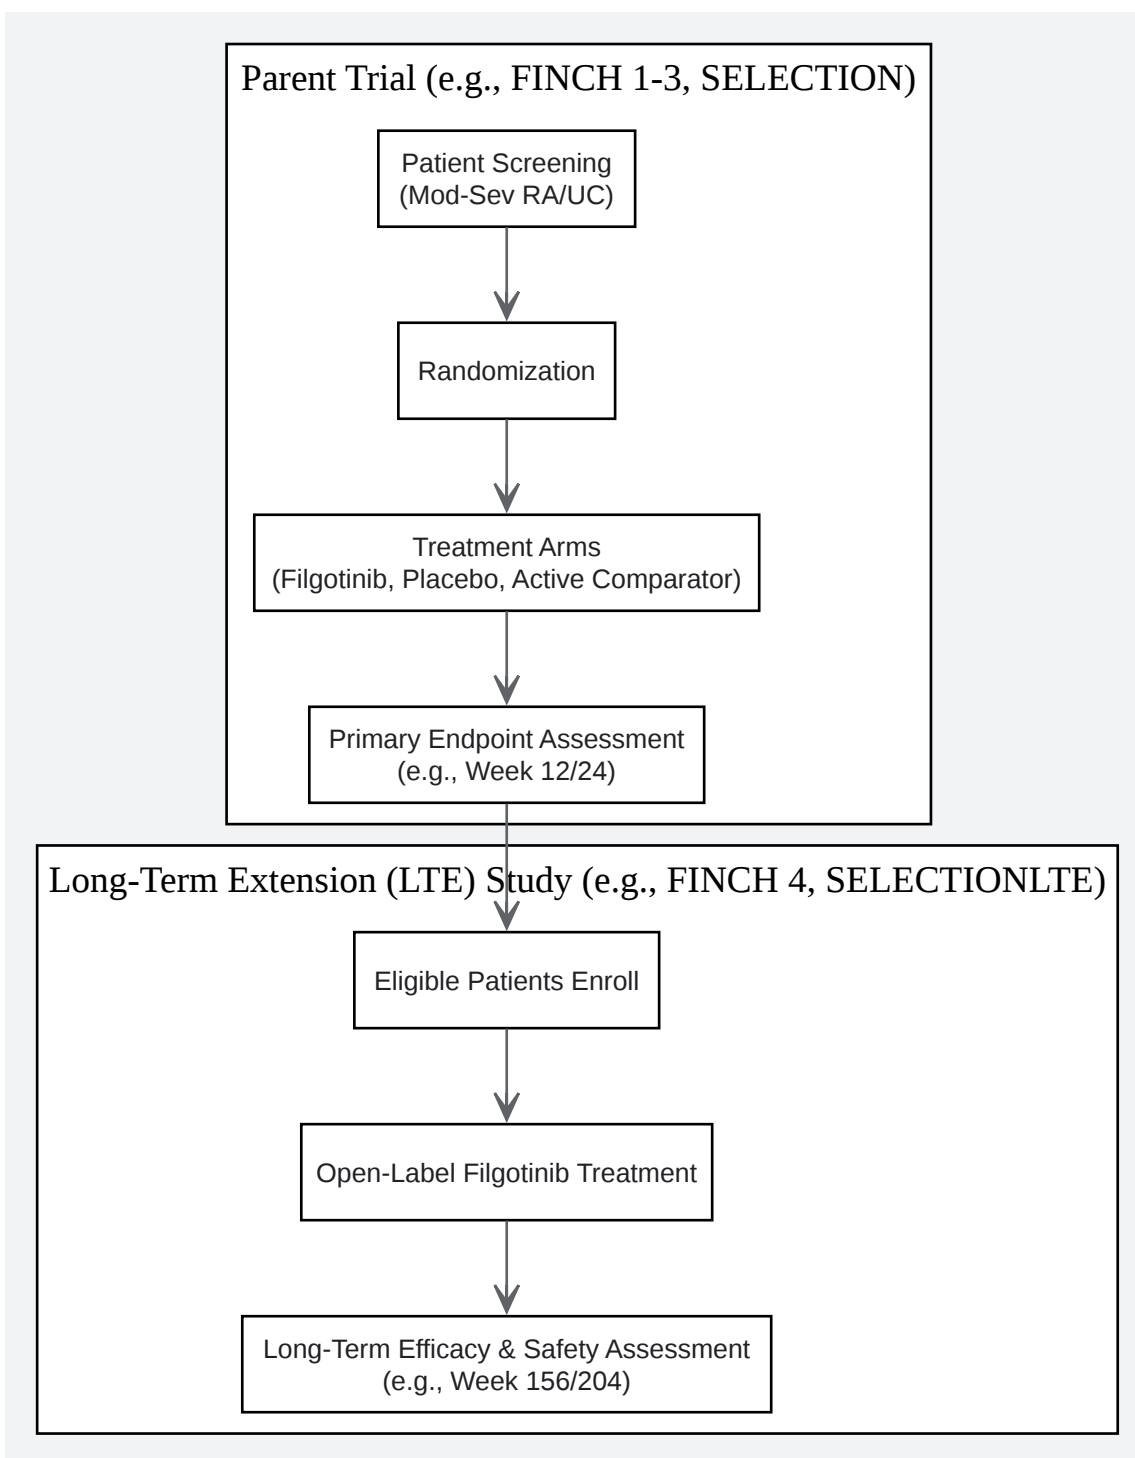 Parent Trial (e.g., FINCH 1-3, SELECTION)
Patient Screening
(Mod-Sev RA/UC)
Randomization
Treatment Arms
(Filgotinib, Placebo, Active Comparator)
Primary Endpoint Assessment
(e.g., Week 12/24)
Long-Term Extension (LTE) Study (e.g., FINCH 4, SELECTIONLTE)
Eligible Patients Enroll
Open-Label Filgotinib Treatment
Long-Term Efficacy & Safety Assessment
(e.g., Week 156/204)